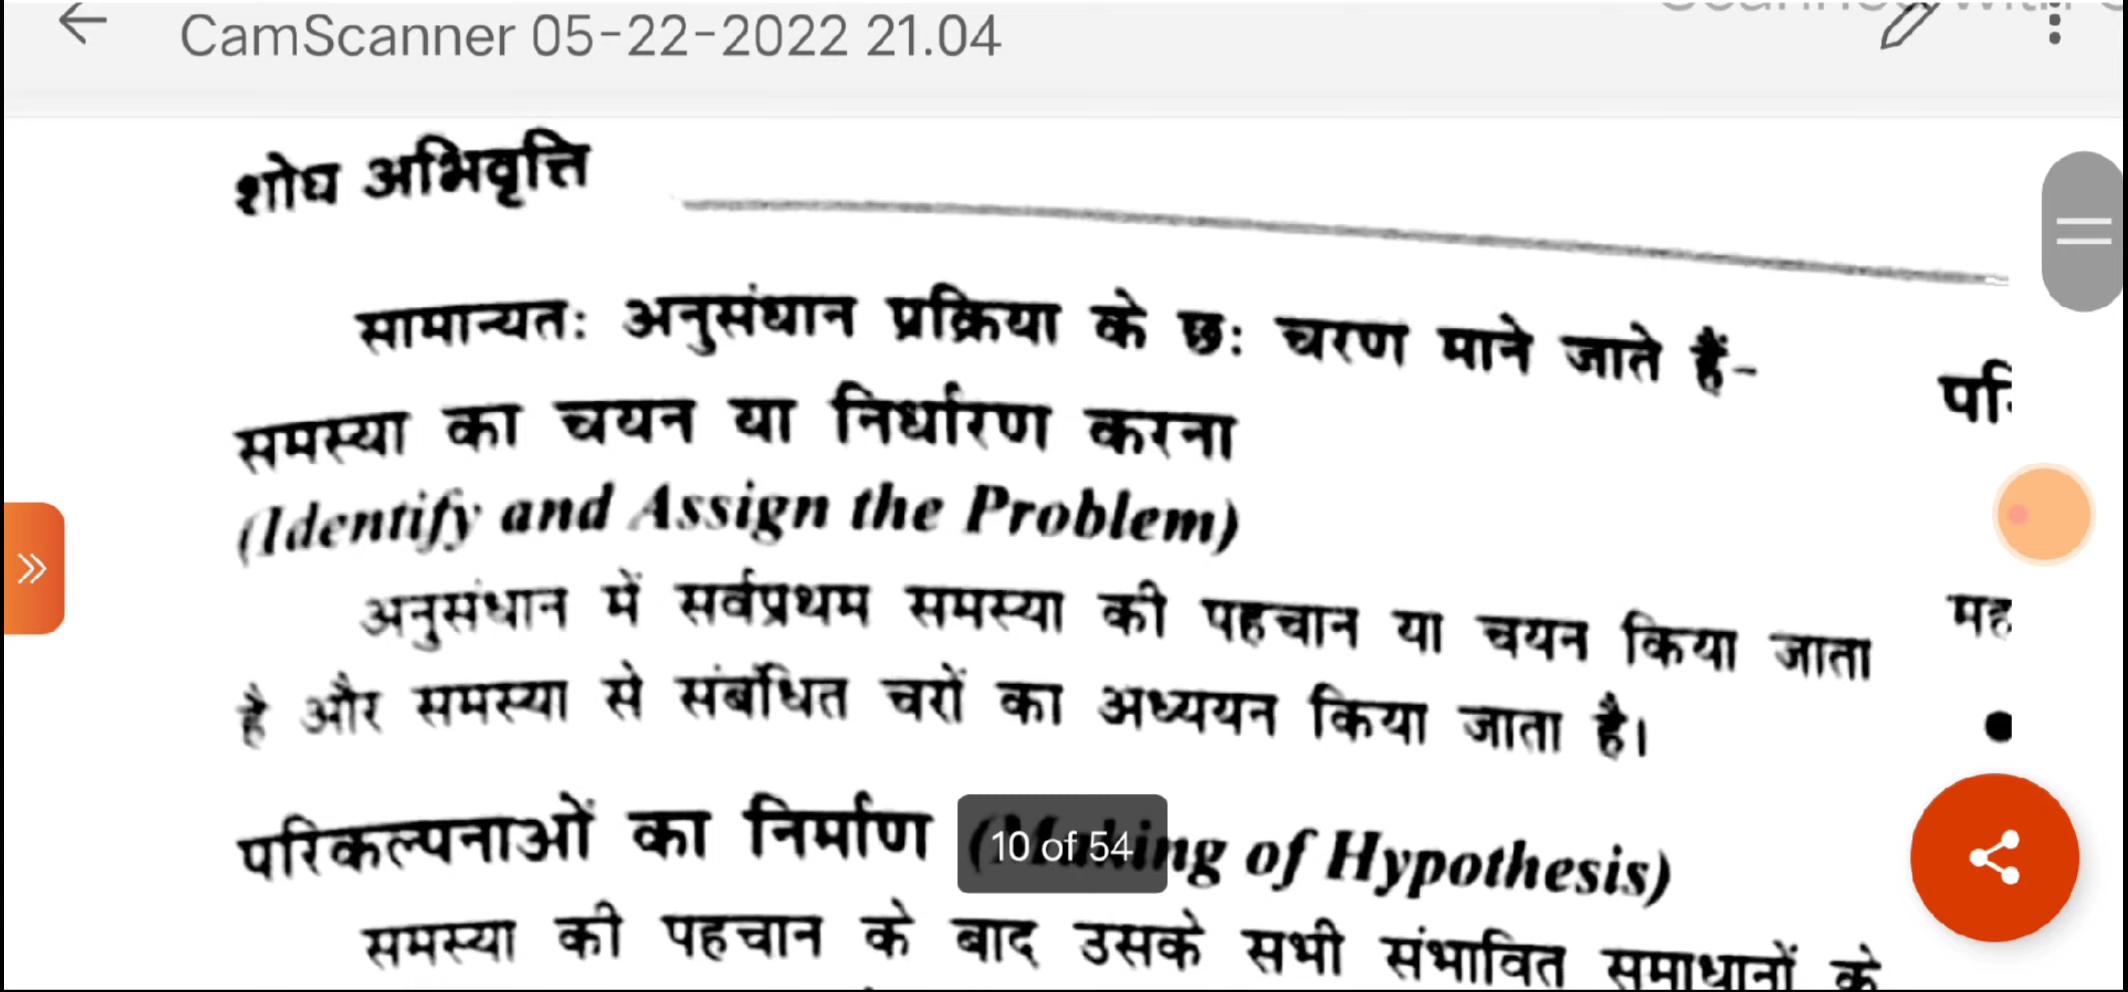 CamScanner 05-22-2022 21.04
शोध अभिवृत्ति
सामान्यतः अनुसंधान प्रक्रिया के छः चरण माने जाते हैं-
समस्या का चयन या निर्धारण करना
(Identify and Assign the Problem)
अनुसंधान में सर्वप्रथम समस्या की पहचान या चयन किया जाता
है और समस्या से संबंधित चरों का अध्ययन किया जाता है।
परिकल्पनाओं का निर्माण (Making of Hypothesis)
10 of 54
समस्या की पहचान के बाद उसके सभी संभावित समाधानों के